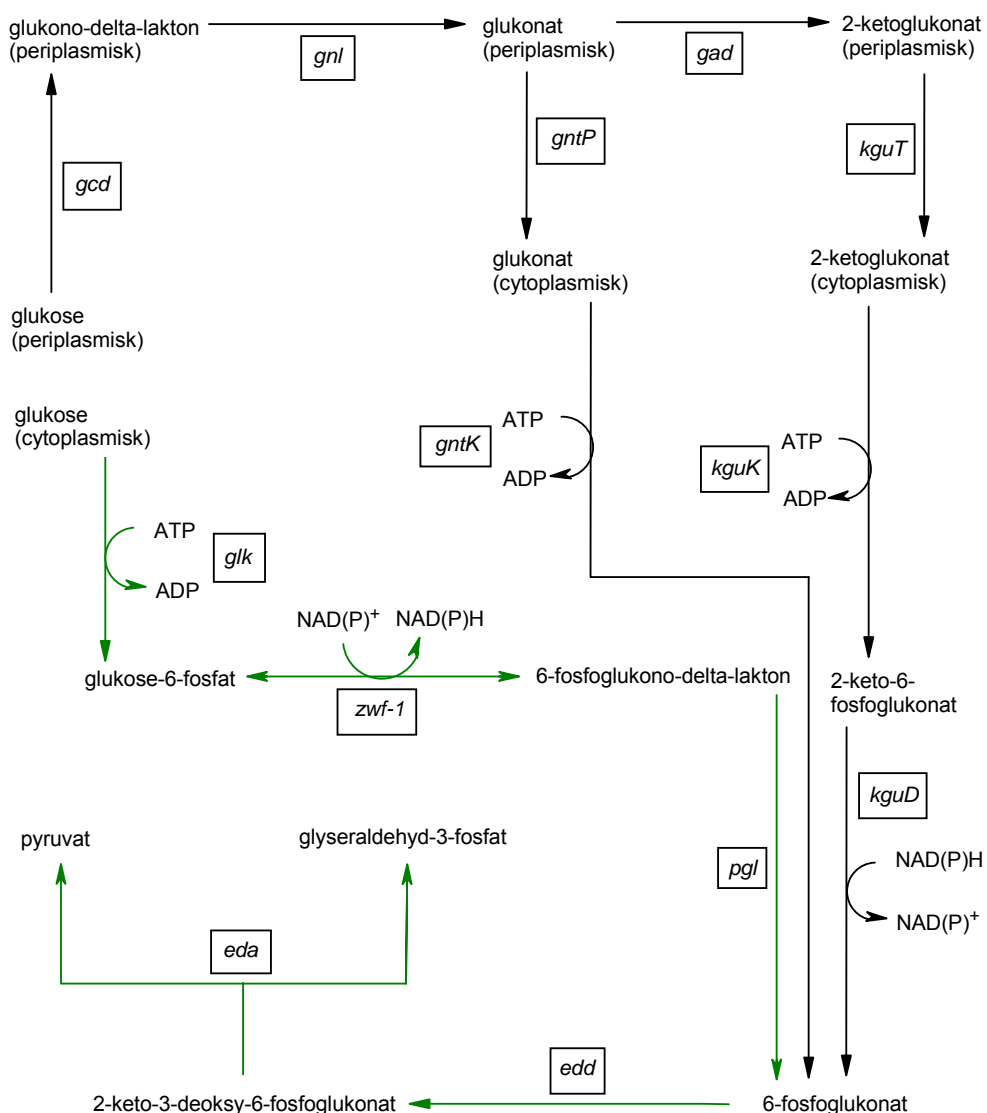 glukono-delta-lakton
(periplasmisk)
gnl
glukonat
(periplasmisk)
gad
2-ketoglukonat
(periplasmisk)
gcd
gntP
kguT
glukonat
(cytoplasmisk)
2-ketoglukonat
(cytoplasmisk)
glukose
(periplasmisk)
glukose
(cytoplasmisk)
ATP
gntK
ADP
ATP
kguK
ADP
ATP
glk
ADP
NAD(P)+ NAD(P)H
glukose-6-fosfat
zwf-1
6-fosfoglukono-delta-lakton
2-keto-6-
fosfoglukonat
kguD
pyruvat
glyseraldehyd-3-fosfat
pgl
NAD(P)H
NAD(P)+
eda
edd
2-keto-3-deoksy-6-fosfoglukonat
6-fosfoglukonat